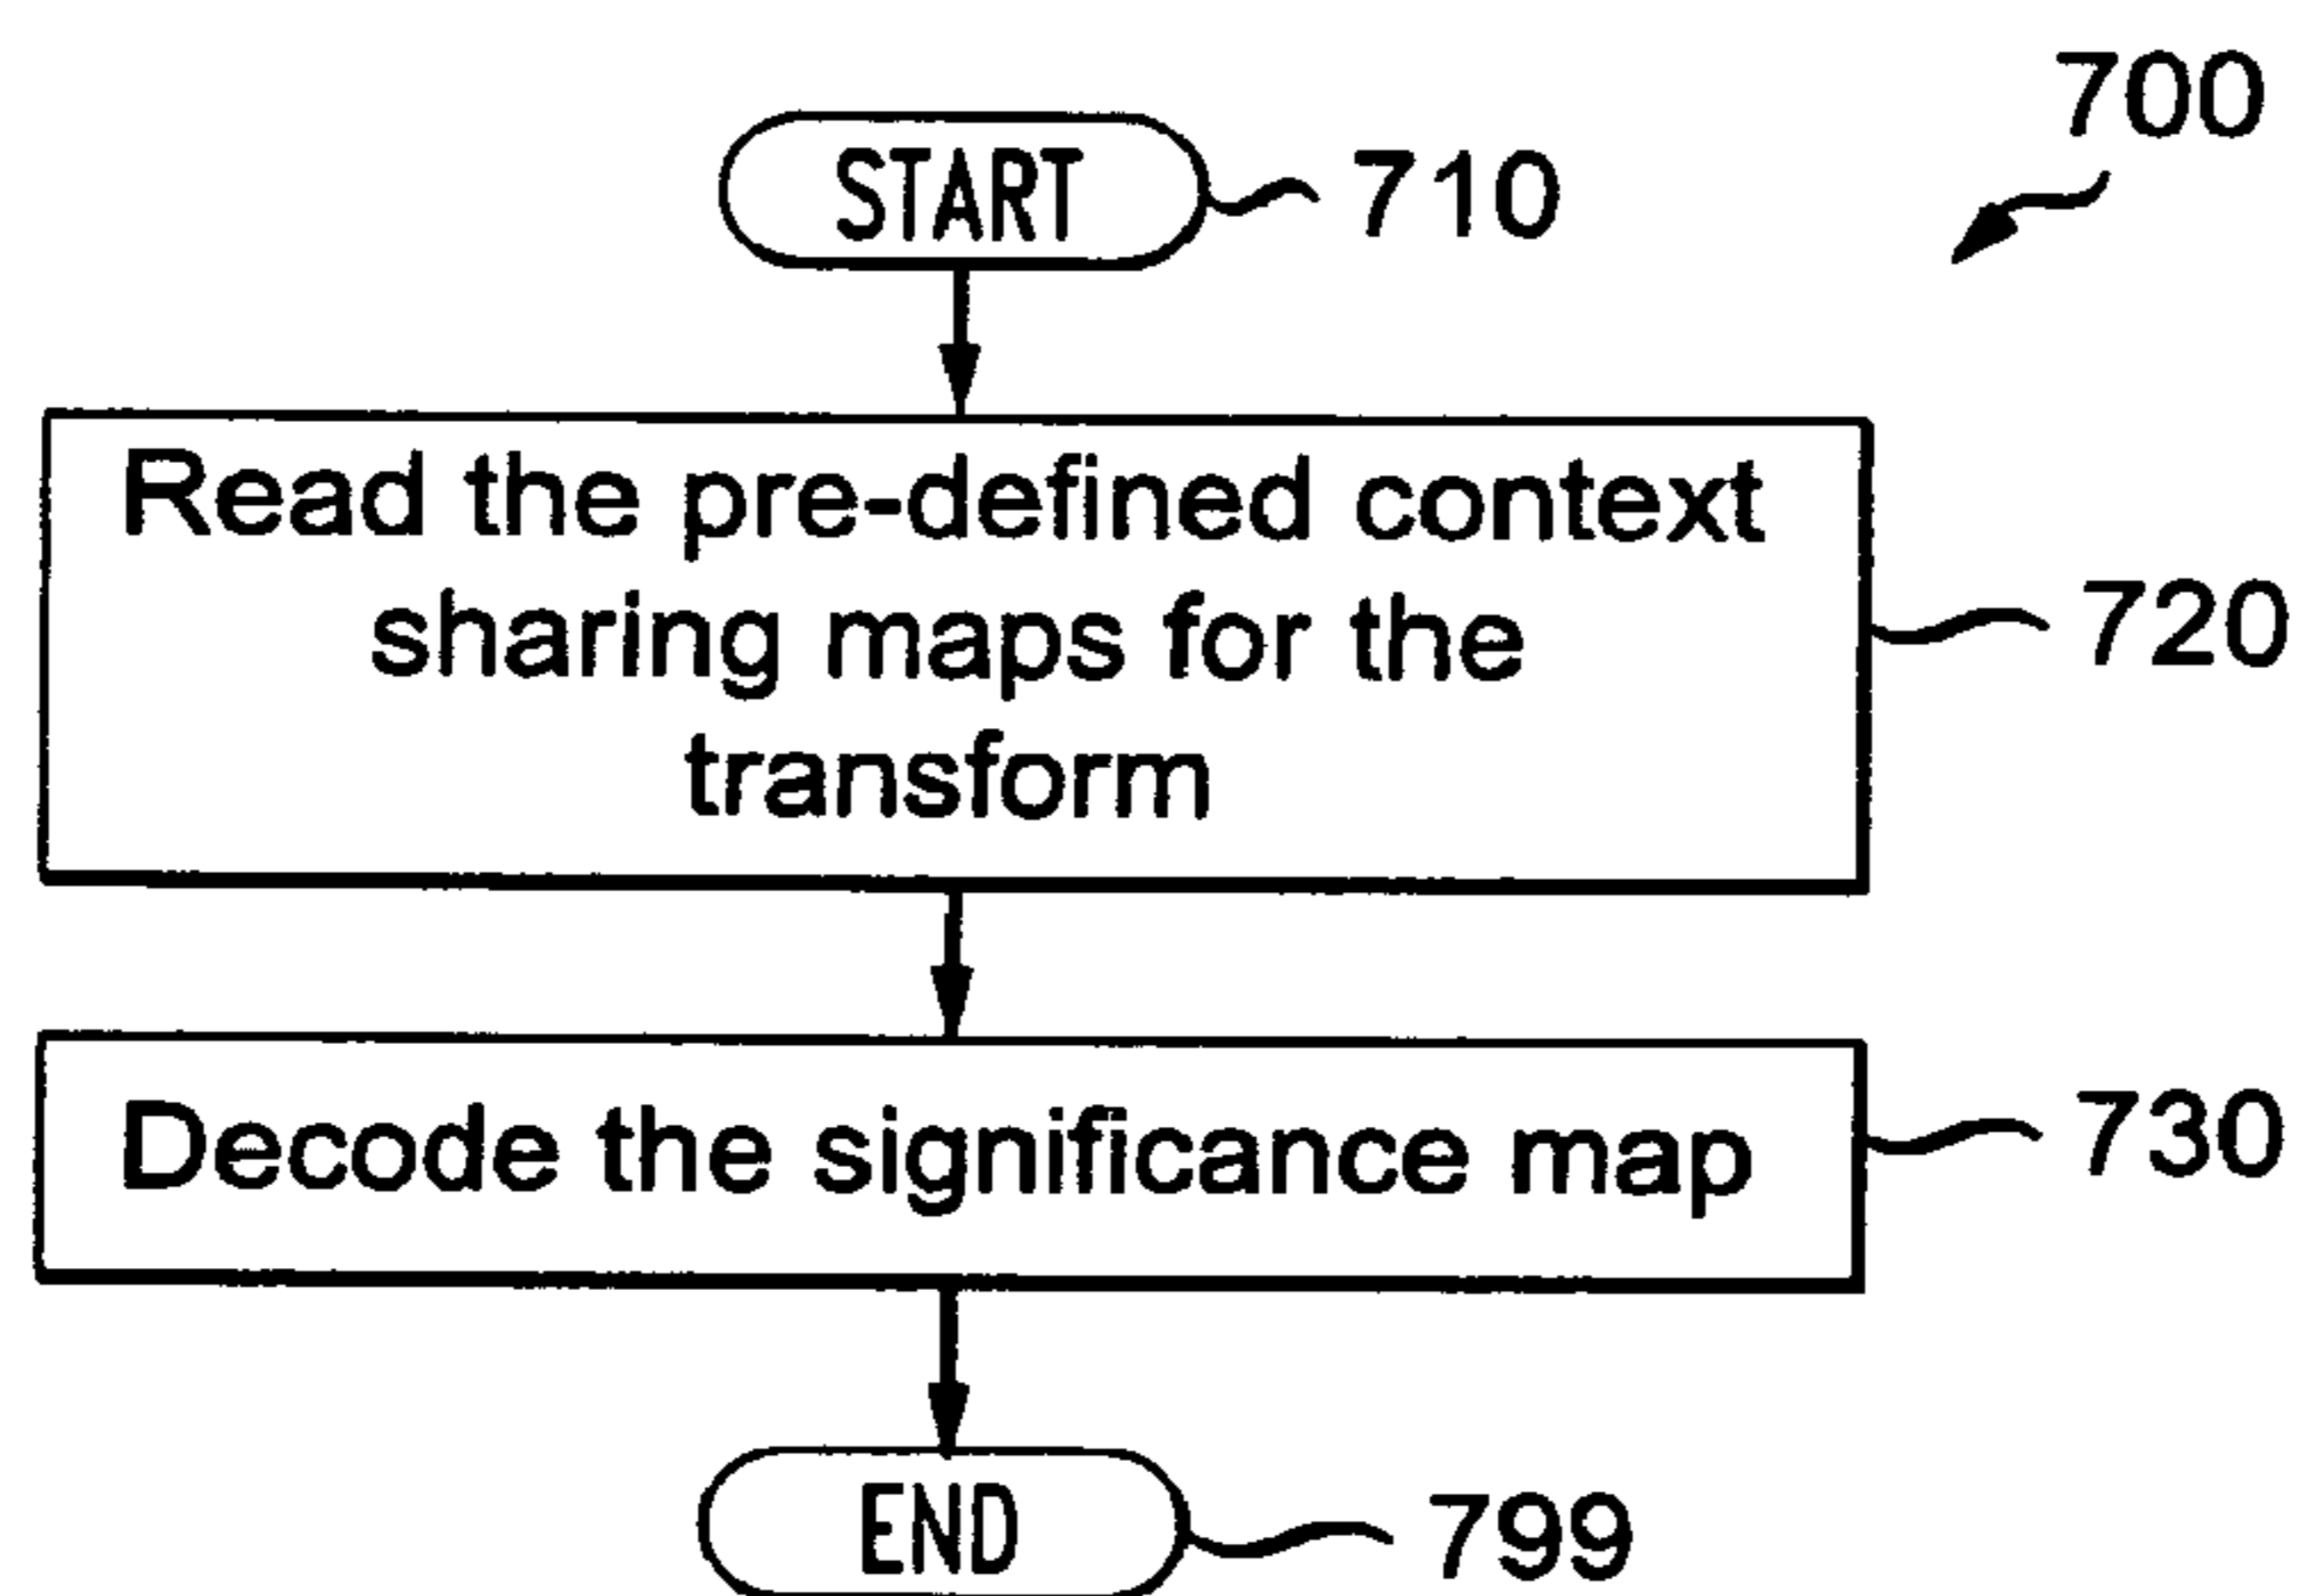 700
START 710
Read the pre-defined context
sharing maps for the
transform
720
Decode the significance map 730
END 799